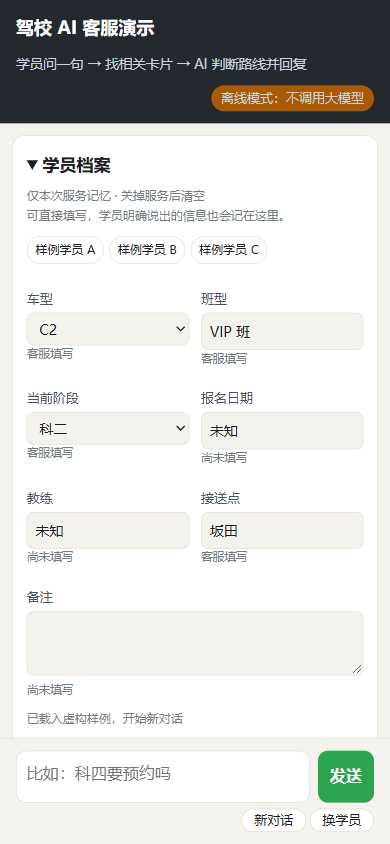 驾校 AI 客服演示
学员问一句 → 找相关卡片 → AI 判断路线并回复
离线模式：不调用大模型
▼ 学员档案
仅本次服务记忆 · 关掉服务后清空
可直接填写，学员明确说出的信息也会记在这里。
样例学员 A 样例学员 B 样例学员 C
车型 班型
C2 VIP 班
客服填写 客服填写
当前阶段 报名日期
科二 未知
客服填写 尚未填写
教练 接送点
未知 坂田
尚未填写 客服填写
备注
尚未填写
已载入虚构样例，开始新对话
比如：科四要预约吗 发送
新对话 换学员